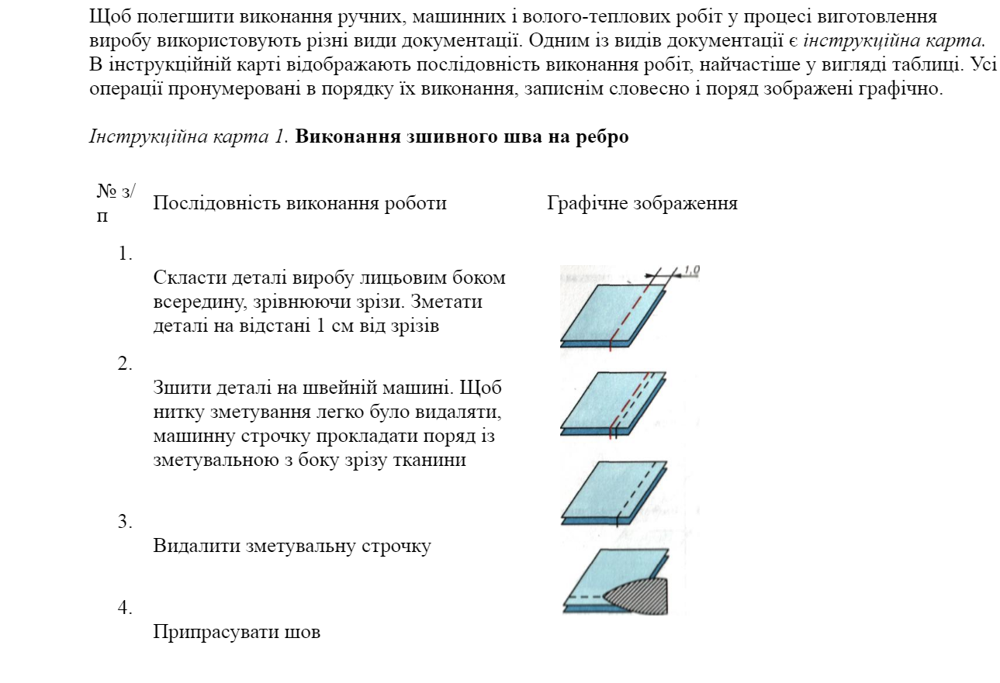 Щоб полегшити виконання ручних, машинних і волого-теплових робіт у процесі виготовлення
виробу використовують різні види документації. Одним із видів документації є інструкційна карта.
В інструкційній карті відображають послідовність виконання робіт, найчастіше у вигляді таблиці. Усі
операції пронумеровані в порядку їх виконання, записнім словесно і поряд зображені графічно.
Інструкційна карта 1. Виконання зшивного шва на ребро
№ з/
п
Послідовність виконання роботи
Графічне зображення
1.
Скласти деталі виробу лицьовим боком
всередину, зрівнюючи зрізи. Зметати
деталі на відстані 1 см від зрізів
1,0
2.
Зшити деталі на швейній машині. Щоб
нитку зметування легко було видаляти,
машинну строчку прокладати поряд із
зметувальною з боку зрізу тканини
3.
Видалити зметувальну строчку
4.
Припрасувати шов